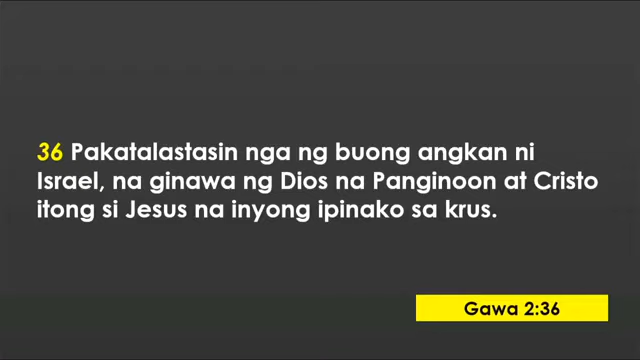 36 Pakatalastasin nga ng buong angkan ni
Israel, na ginawa ng Dios na Panginoon at Cristo
itong si Jesus na inyong ipinako sa krus.
Gawa 2:36